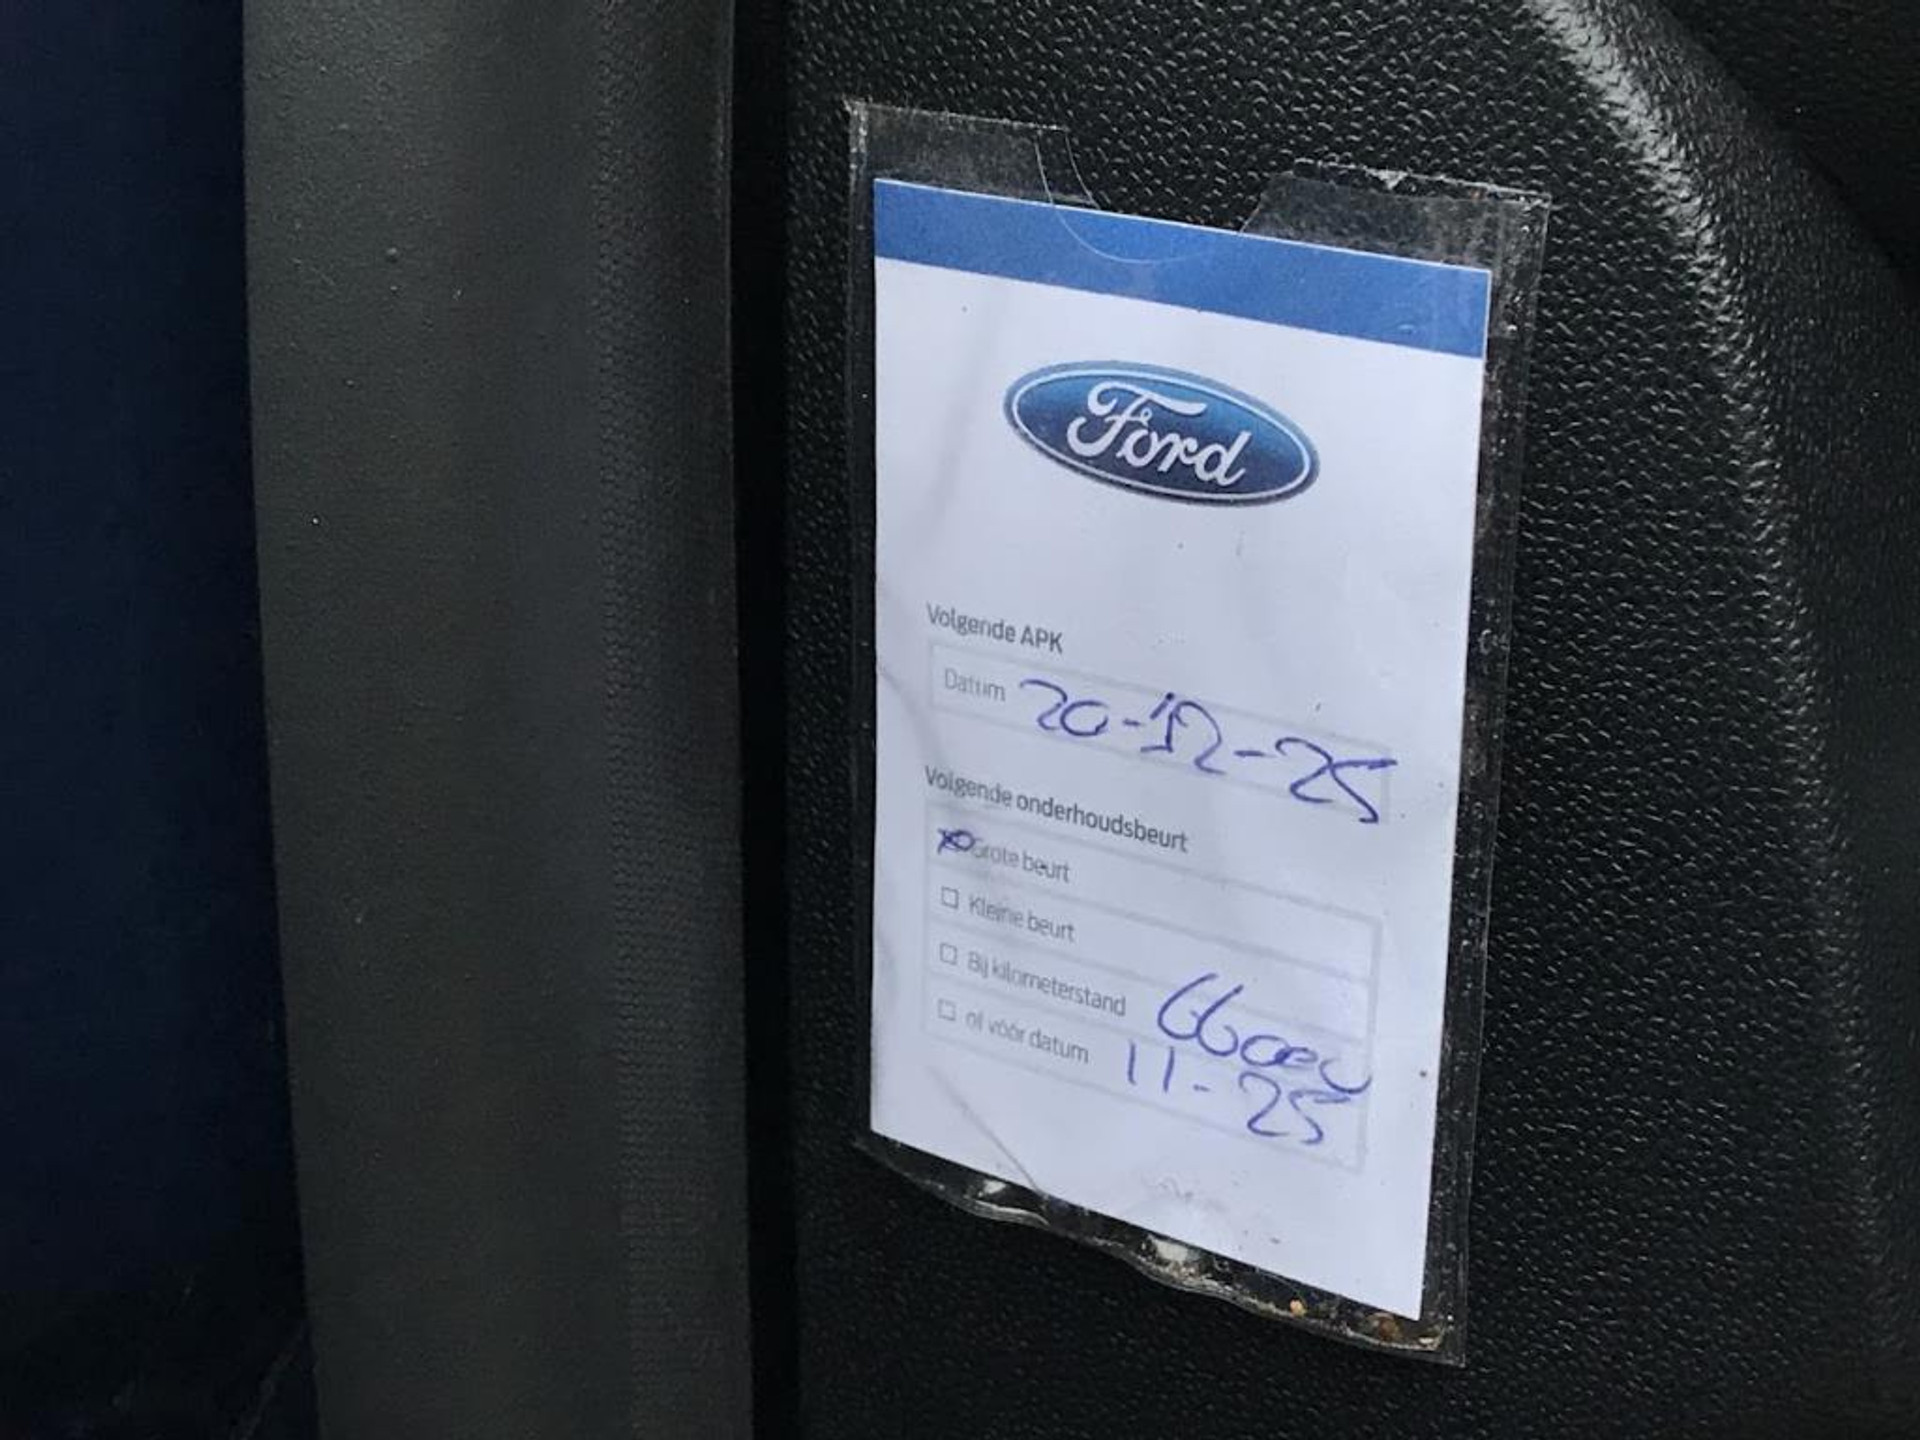 Ford
Volgende APK
Datum 20-12-25
Volgende onderhoudsbeurt
Grote beurt
Kleine beurt
Bij kilometerstand 66000
of vóór datum 11-25